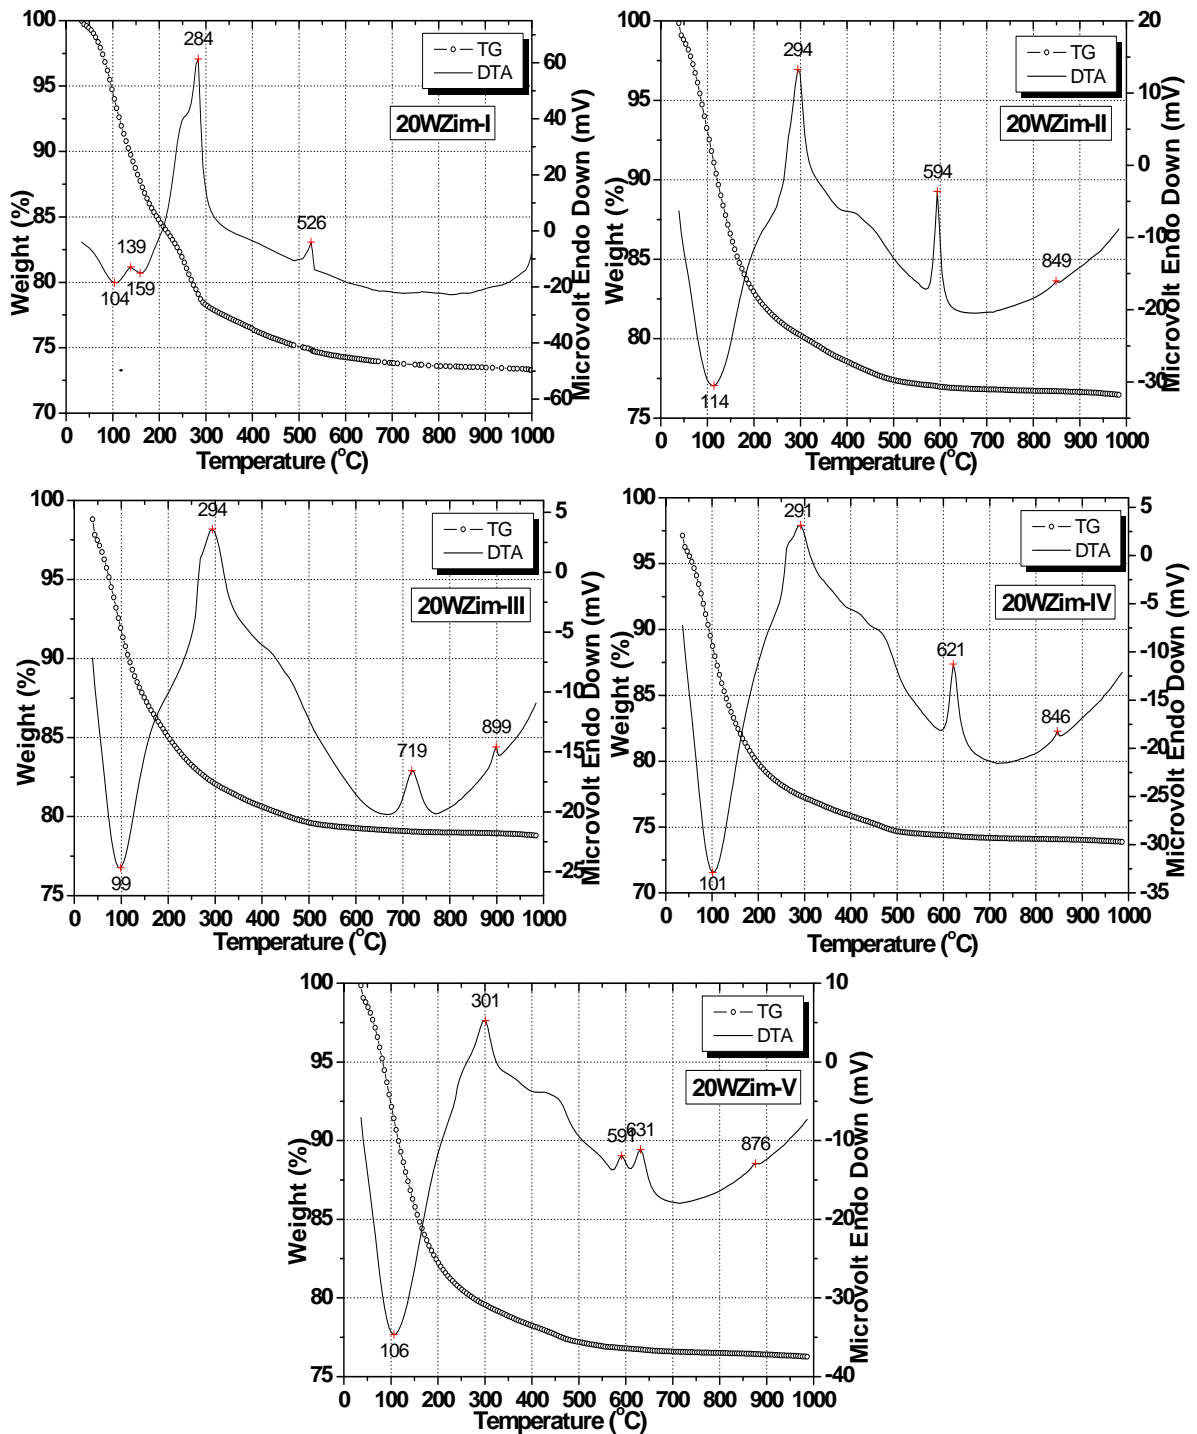 284
TG
DTA
20WZim-I
139
526
104
159
100
95
90
85
80
75
70
60
40
20
0
-20
-40
-60
0 100 200 300 400 500 600 700 800 900 1000
Weight (%)
Microvolt Endo Down (mV)
Temperature (°C)
294
TG
DTA
20WZim-II
594
849
114
100
95
90
85
80
75
20
10
0
-10
-20
-30
0 100 200 300 400 500 600 700 800 900 1000
Weight (%)
Microvolt Endo Down (mV)
Temperature (°C)
294
TG
DTA
20WZim-III
719
899
99
100
95
90
85
80
75
5
0
-5
-10
-15
-20
-25
0 100 200 300 400 500 600 700 800 900 1000
Weight (%)
Microvolt Endo Down (mV)
Temperature (°C)
291
TG
DTA
20WZim-IV
621
846
101
100
95
90
85
80
75
70
5
0
-5
-10
-15
-20
-25
-30
-35
0 100 200 300 400 500 600 700 800 900 1000
Weight (%)
Microvolt Endo Down (mV)
Temperature (°C)
301
TG
DTA
20WZim-V
591
631
876
106
100
95
90
85
80
75
10
0
-10
-20
-30
-40
0 100 200 300 400 500 600 700 800 900 1000
Weight (%)
Microvolt Endo Down (mV)
Temperature (°C)